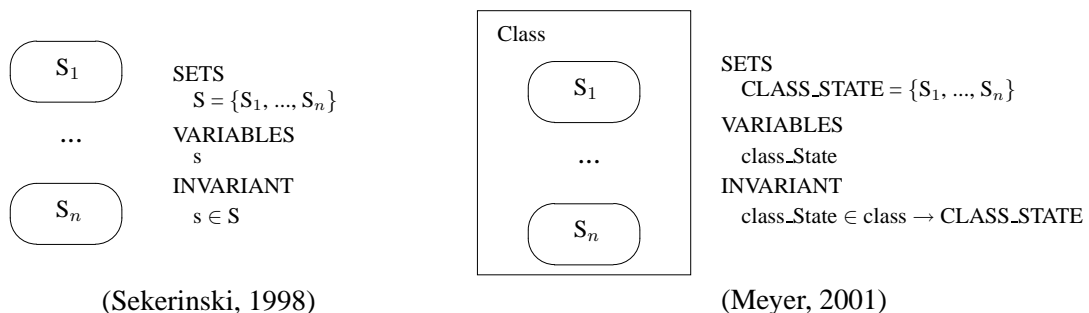 S₁
...
Sₙ
SETS
S = {S₁, ..., Sₙ}
VARIABLES
s
INVARIANT
s ∈ S
(Sekerinski, 1998)
Class
S₁
...
Sₙ
SETS
CLASS_STATE = {S₁, ..., Sₙ}
VARIABLES
class_State
INVARIANT
class_State ∈ class → CLASS_STATE
(Meyer, 2001)